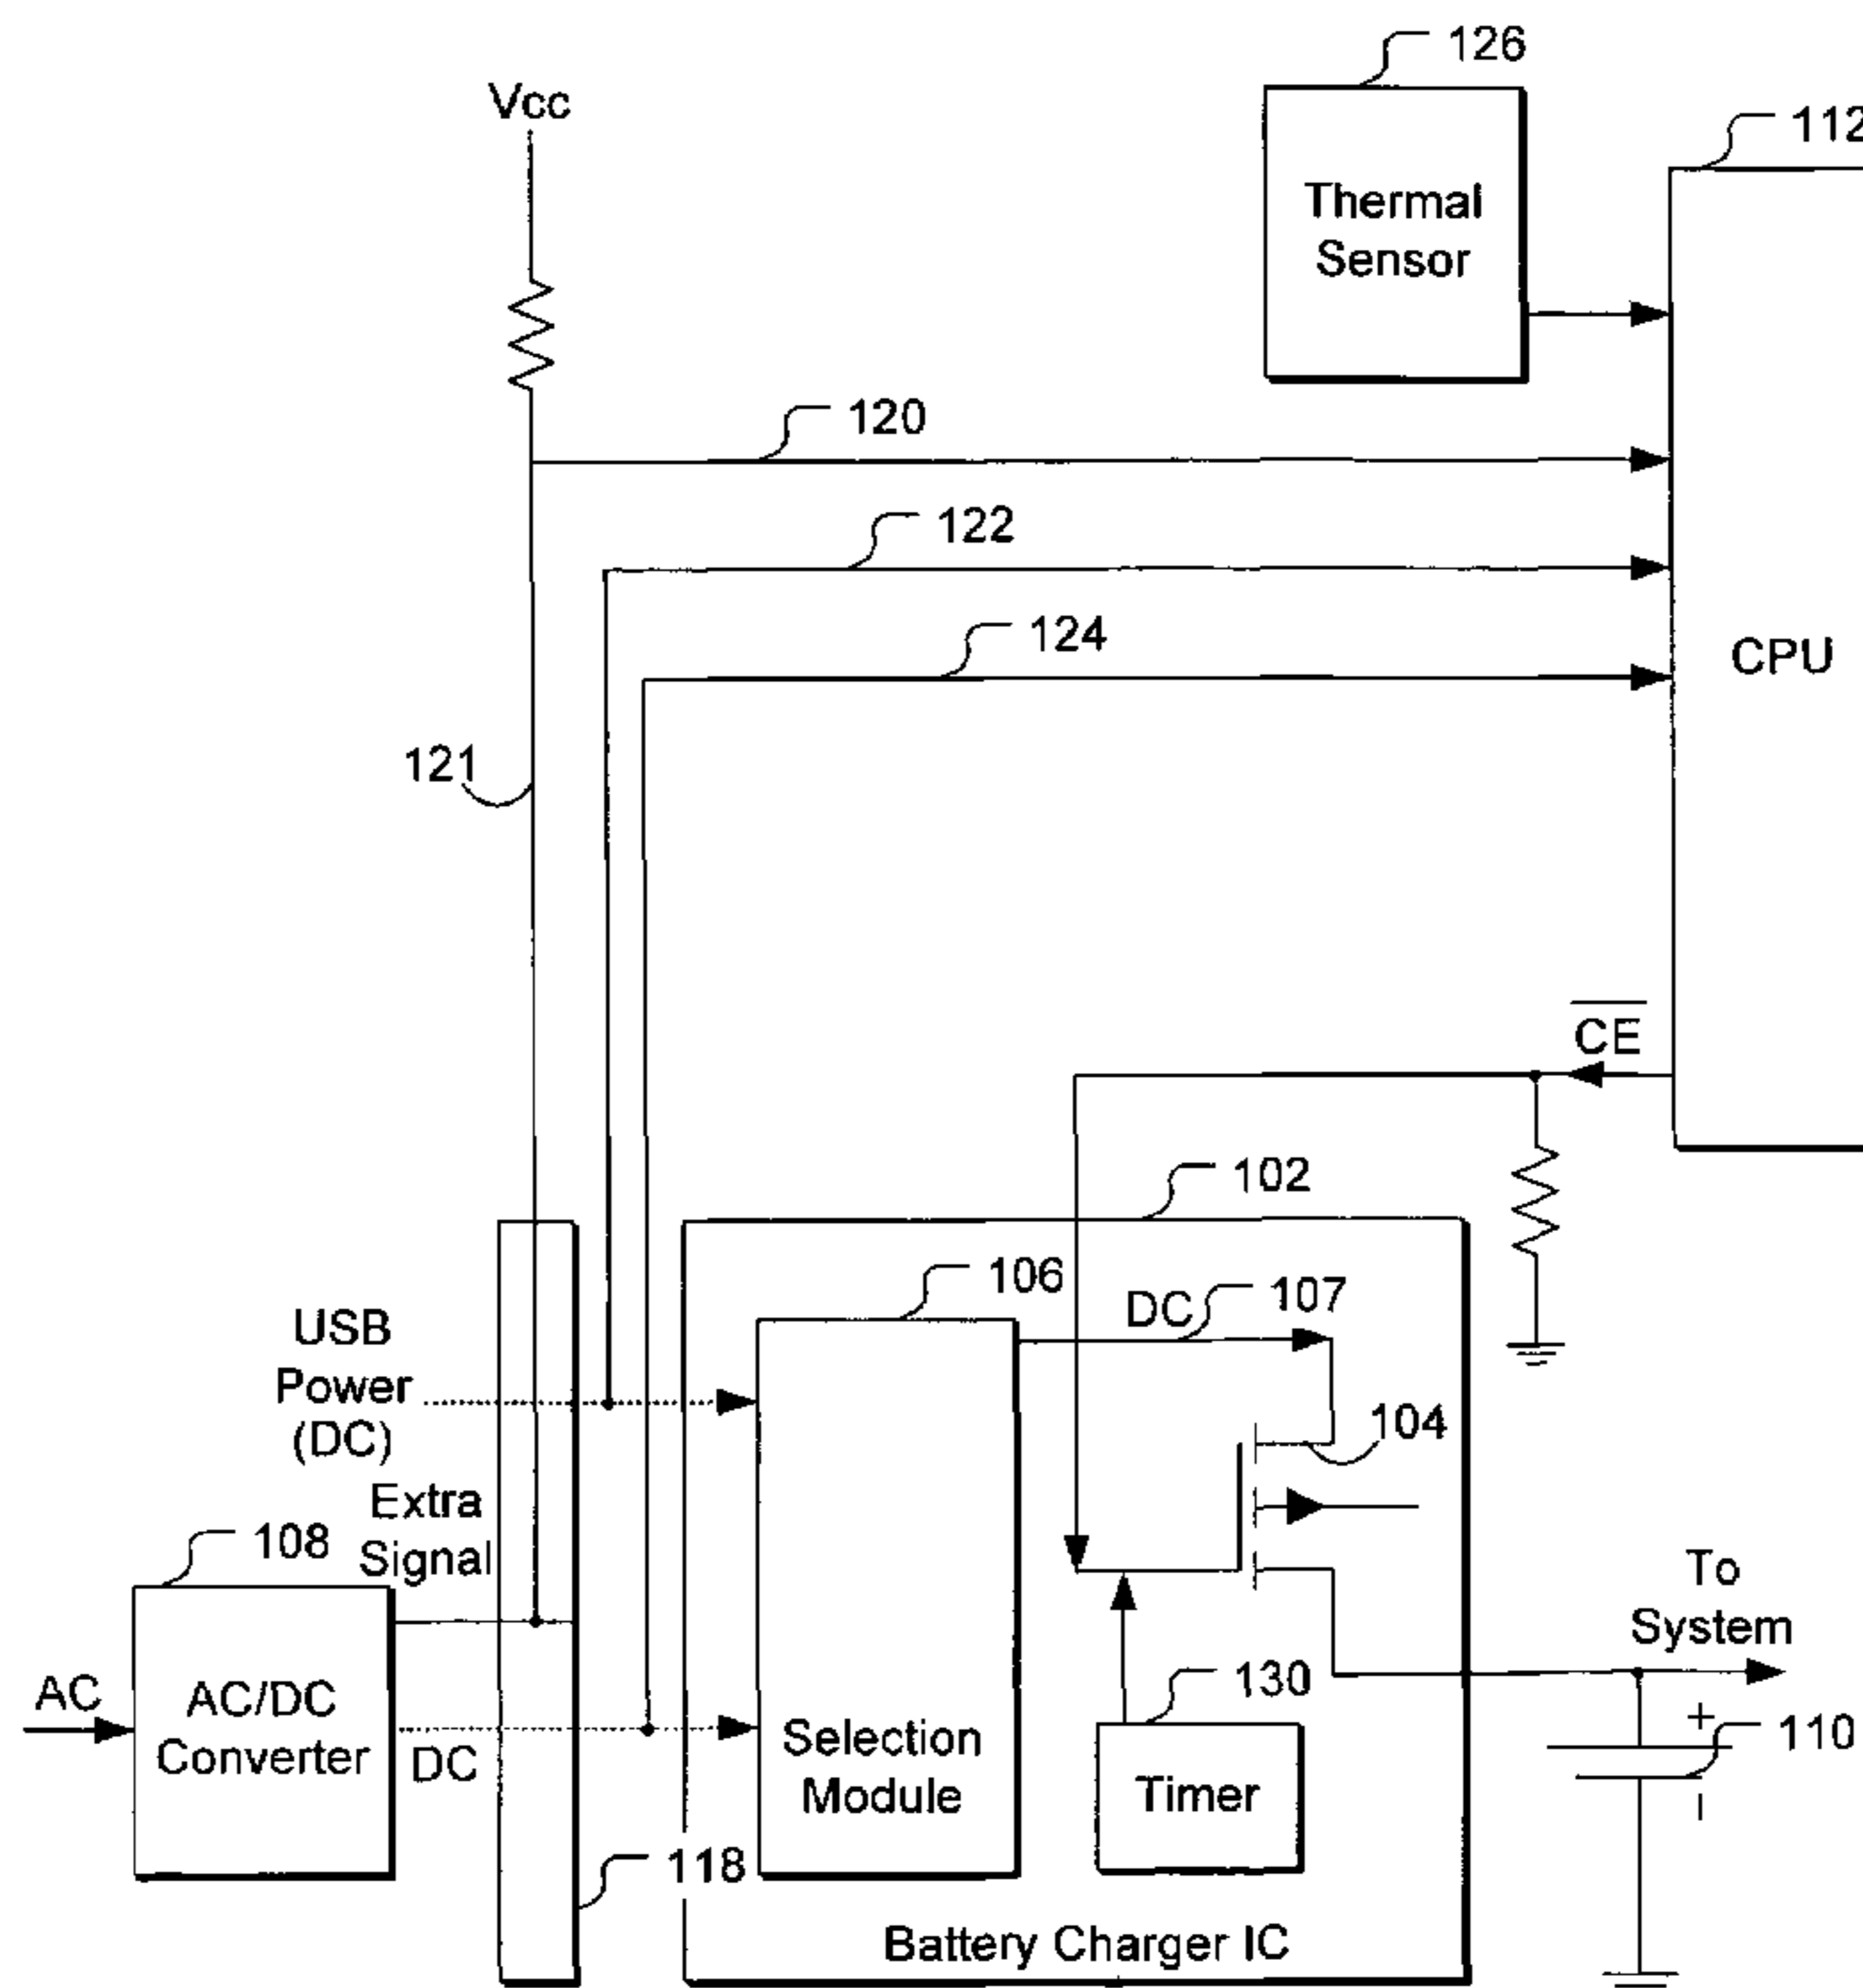 126
Vcc
112
Thermal
Sensor
120
122
124
CPU
121
CE
102
106
DC
107
USB
Power
(DC)
104
Extra
Signal
108
To
System
AC
AC/DC
Converter
DC
130
+
110
Selection
Module
Timer
–
118
Battery Charger IC